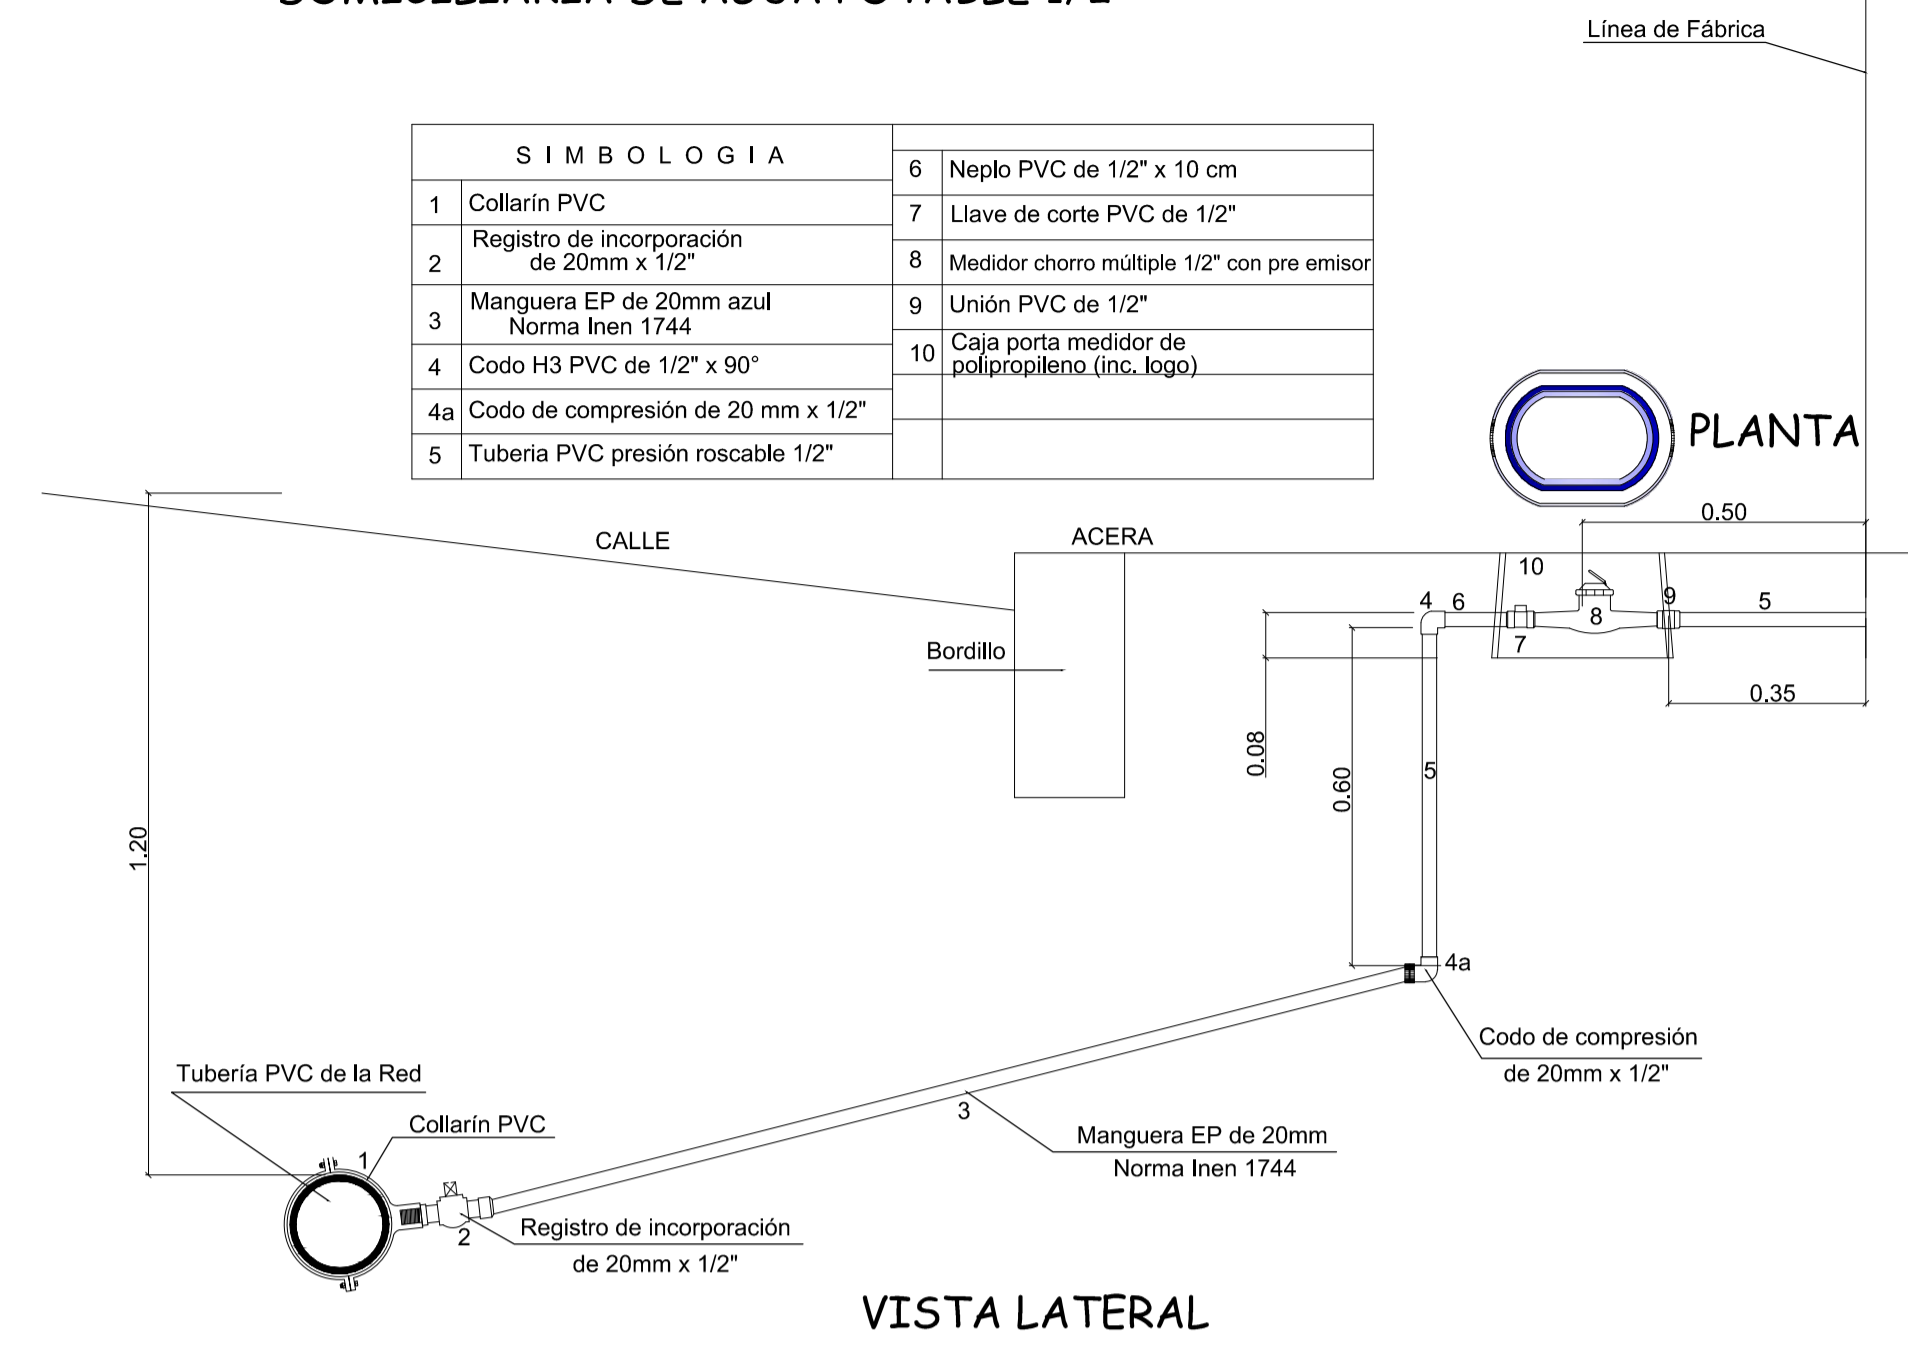 DOMICILIARIA DE AGUA POTABLE 1/2"
Línea de Fábrica
S I M B O L O G I A
1 Collarín PVC
2 Registro de incorporación
de 20mm x 1/2"
3 Manguera EP de 20mm azul
Norma Inen 1744
4 Codo H3 PVC de 1/2" x 90°
4a Codo de compresión de 20 mm x 1/2"
5 Tuberia PVC presión roscable 1/2"
6 Neplo PVC de 1/2" x 10 cm
7 Llave de corte PVC de 1/2"
8 Medidor chorro múltiple 1/2" con pre emisor
9 Unión PVC de 1/2"
10 Caja porta medidor de
polipropileno (inc. logo)
PLANTA
0.50
CALLE
ACERA
10
4 6
8
9
5
7
Bordillo
0.35
0.08
0.60
5
1.20
4a
Codo de compresión
de 20mm x 1/2"
Tubería PVC de la Red
Collarín PVC
1
3
Manguera EP de 20mm
Norma Inen 1744
2
Registro de incorporación
de 20mm x 1/2"
VISTA LATERAL